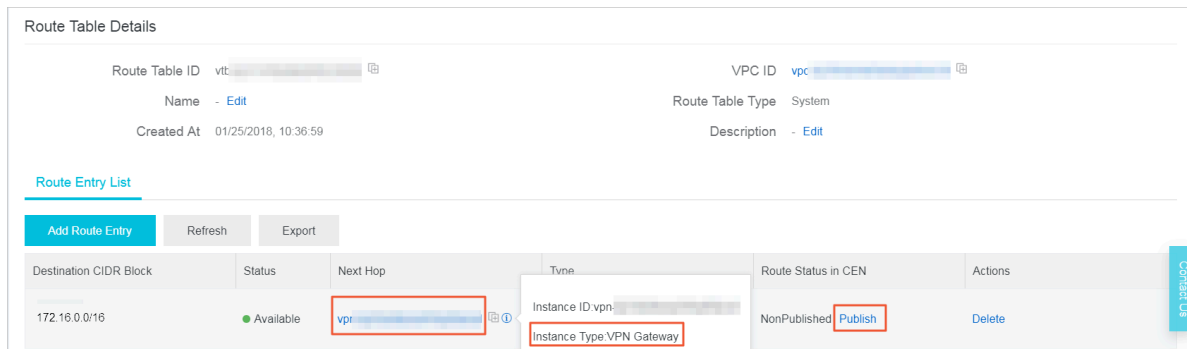 Route Table Details
Route Table ID vtb
VPC ID vpc
Name - Edit
Route Table Type System
Created At 01/25/2018, 10:36:59
Description - Edit
Route Entry List
Add Route Entry Refresh Export
Destination CIDR Block Status Next Hop Type Route Status in CEN Actions
Instance ID:vpn-
172.16.0.0/16 Available vpn NonPublished Publish Delete
Instance Type:VPN Gateway
Contact Us